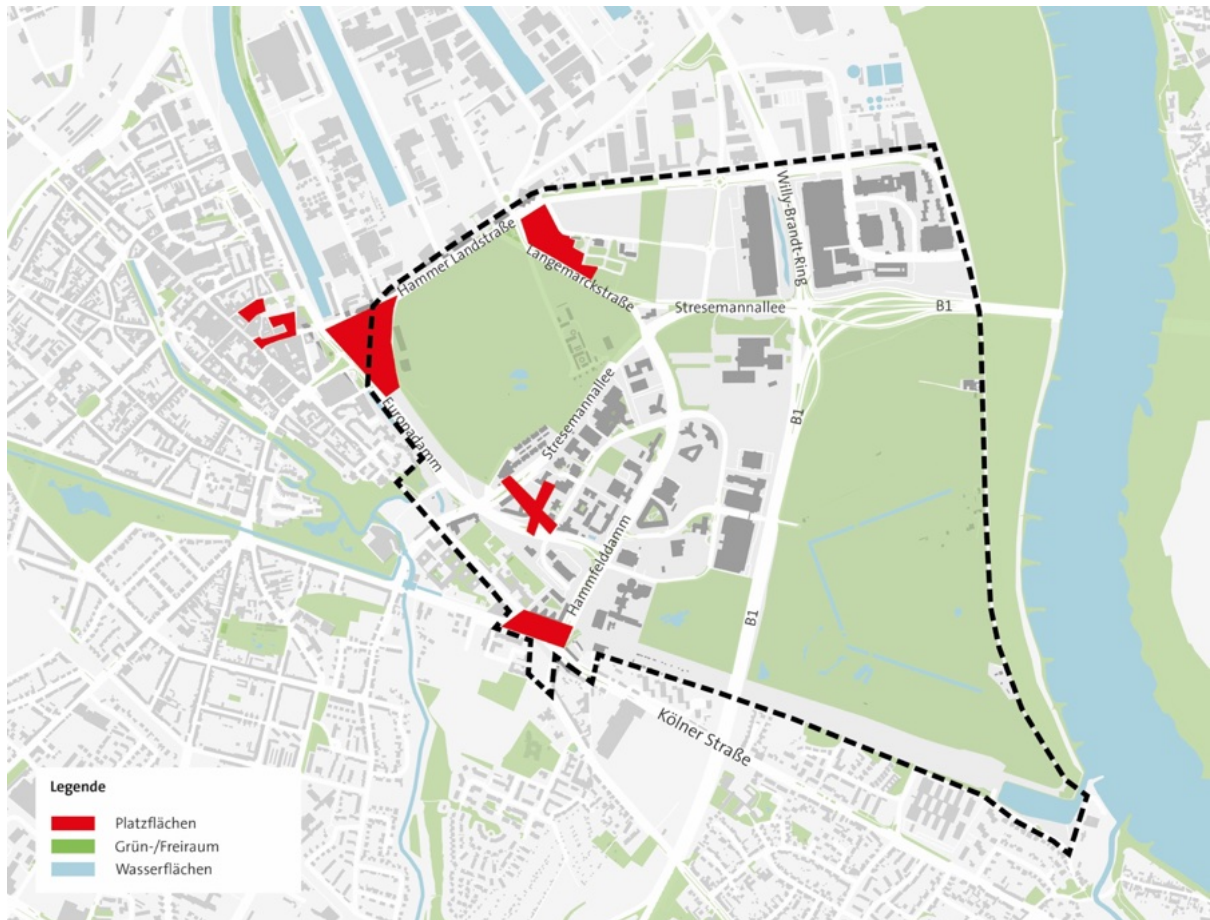 Willy-Brandt-Ring
Hammer Landstraße
Langemarckstraße
Stresemannallee
B1
Stresemannallee
Europadamm
B1
Hammfelddamm
B1
Kölner Straße
Legende
Platzflächen
Grün-/Freiraum
Wasserflächen